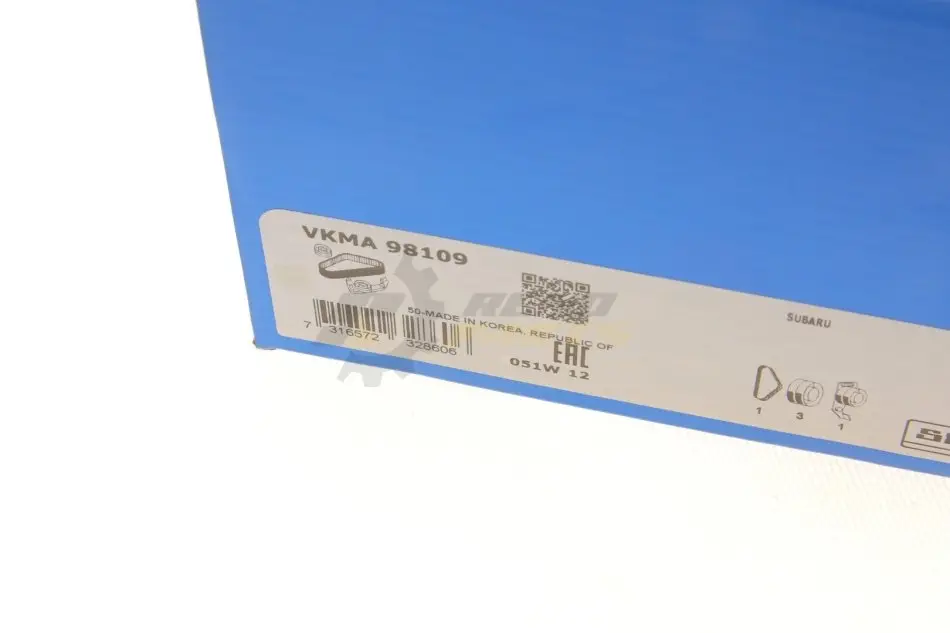 VKMA 98109
50-MADE IN KOREA, REPUBLIC OF
7 316572 328606
EAC
051W 12
SUBARU
1 3 1